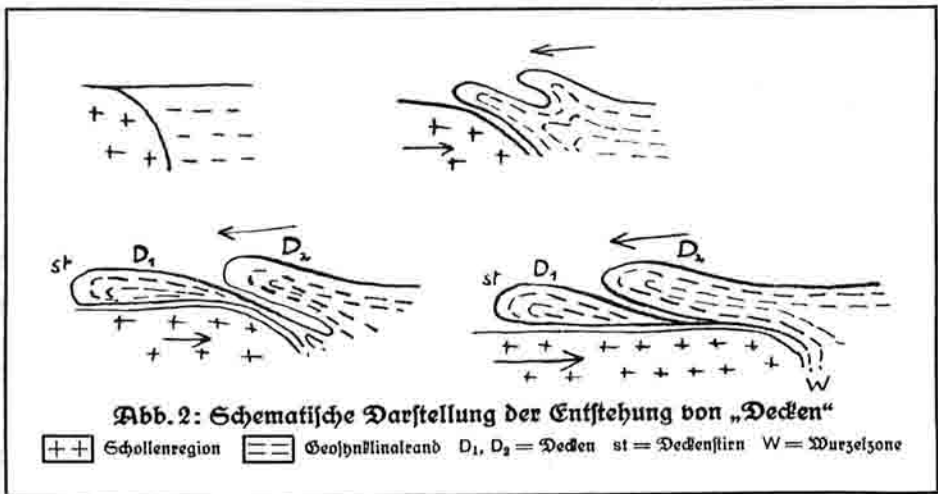 st D₁ D₂
st D₁ D₂
W
Abb. 2: Schematische Darstellung der Entstehung von „Decken“
Schollenregion Geosynklinalrand D₁, D₂ = Decken st = Deckenstirn W = Wurzelzone